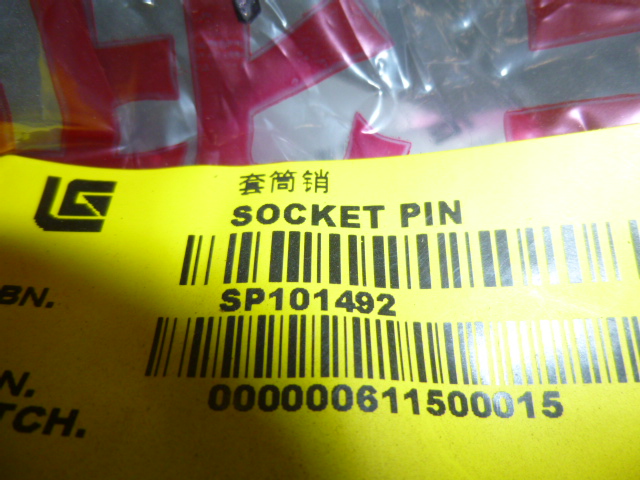 套筒销
SOCKET PIN
BN.
SP101492
N.
000000611500015
TCH.